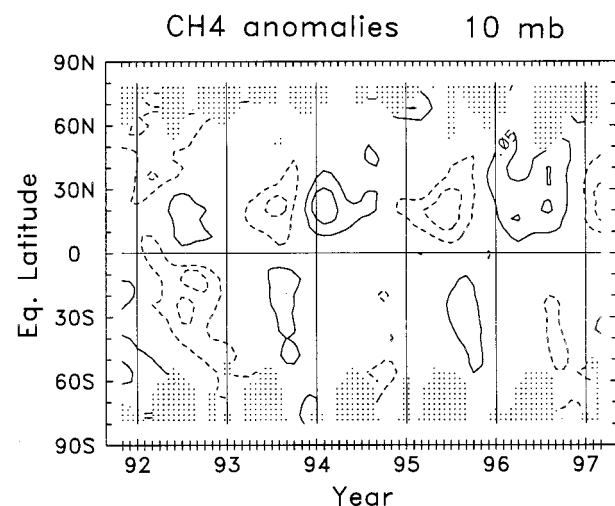 CH4 anomalies 10 mb
90N
60N
30N
0
30S
60S
90S
Eq. Latitude
.05
92 93 94 95 96 97
Year